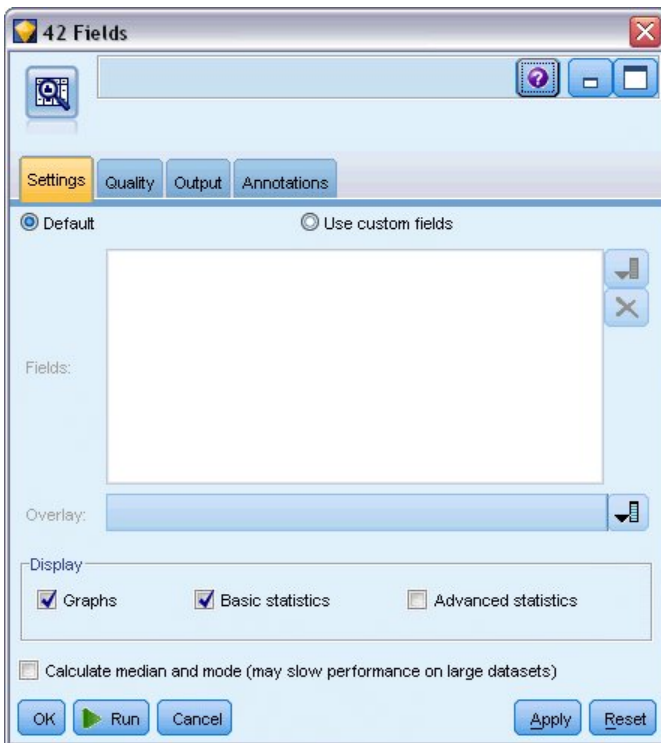 42 Fields
?
Settings Quality Output Annotations
Default Use custom fields
Fields:
Overlay:
Display
Graphs Basic statistics Advanced statistics
Calculate median and mode (may slow performance on large datasets)
OK Run Cancel Apply Reset